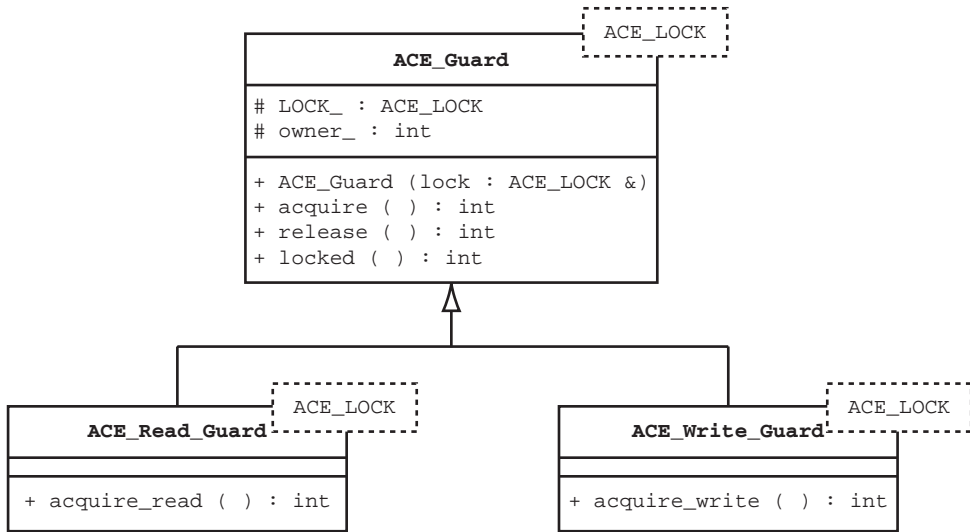 ACE_LOCK
ACE_Guard
# LOCK_ : ACE_LOCK
# owner_ : int
+ ACE_Guard (lock : ACE_LOCK &)
+ acquire ( ) : int
+ release ( ) : int
+ locked ( ) : int
ACE_LOCK
ACE_Read_Guard
+ acquire_read ( ) : int
ACE_LOCK
ACE_Write_Guard
+ acquire_write ( ) : int